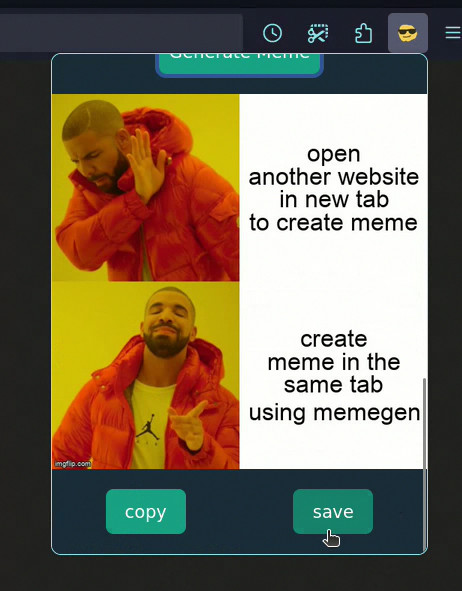 Generate Meme
open
another website
in new tab
to create meme
create
meme in the
same tab
using memegen
imgflip.com
copy
save